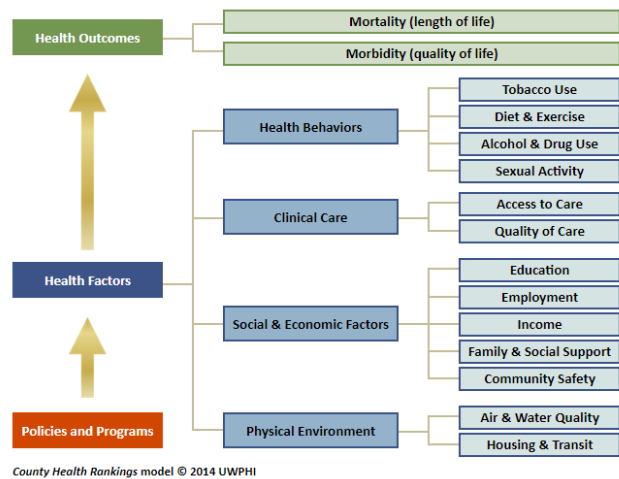 Health Outcomes
Mortality (length of life)
Morbidity (quality of life)
Health Behaviors
Tobacco Use
Diet & Exercise
Alcohol & Drug Use
Sexual Activity
Clinical Care
Access to Care
Quality of Care
Health Factors
Social & Economic Factors
Education
Employment
Income
Family & Social Support
Community Safety
Policies and Programs
Physical Environment
Air & Water Quality
Housing & Transit
County Health Rankings model © 2014 UWPHI